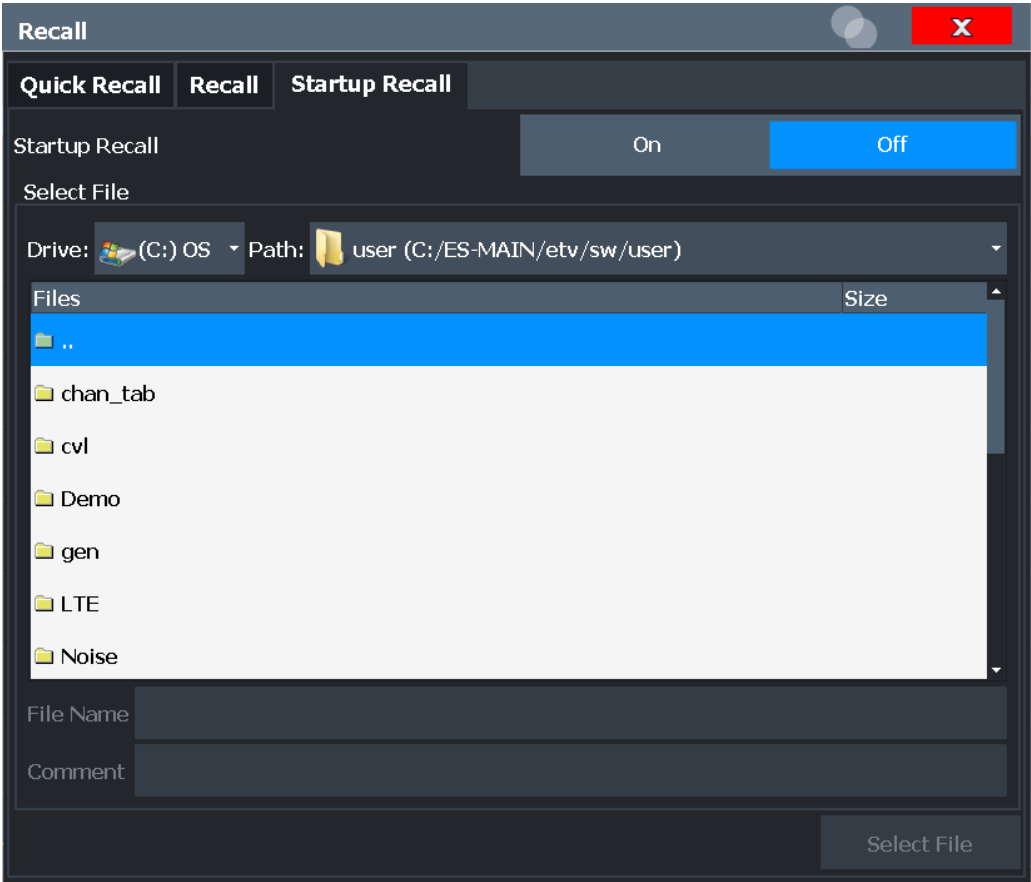 Recall
X
Quick Recall Recall Startup Recall
Startup Recall On Off
Select File
Drive: (C:) OS Path: user (C:/ES-MAIN/etv/sw/user)
Files Size
..
chan_tab
cvl
Demo
gen
LTE
Noise
File Name
Comment
Select File